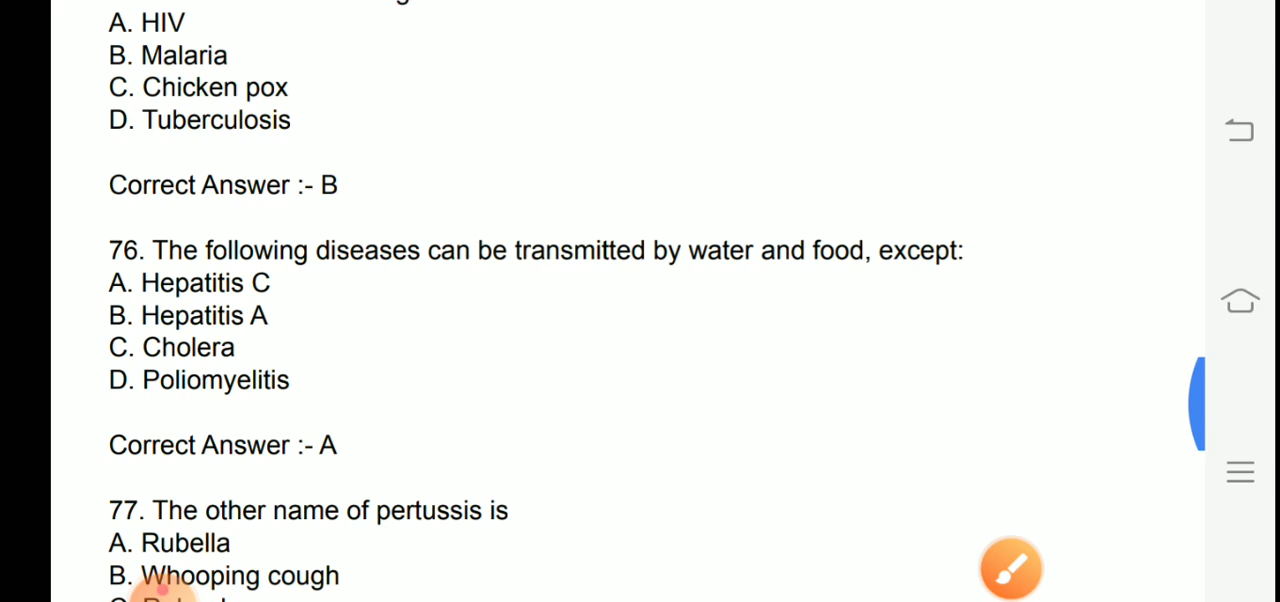 A. HIV
B. Malaria
C. Chicken pox
D. Tuberculosis
Correct Answer :- B
76. The following diseases can be transmitted by water and food, except:
A. Hepatitis C
B. Hepatitis A
C. Cholera
D. Poliomyelitis
Correct Answer :- A
77. The other name of pertussis is
A. Rubella
B. Whooping cough